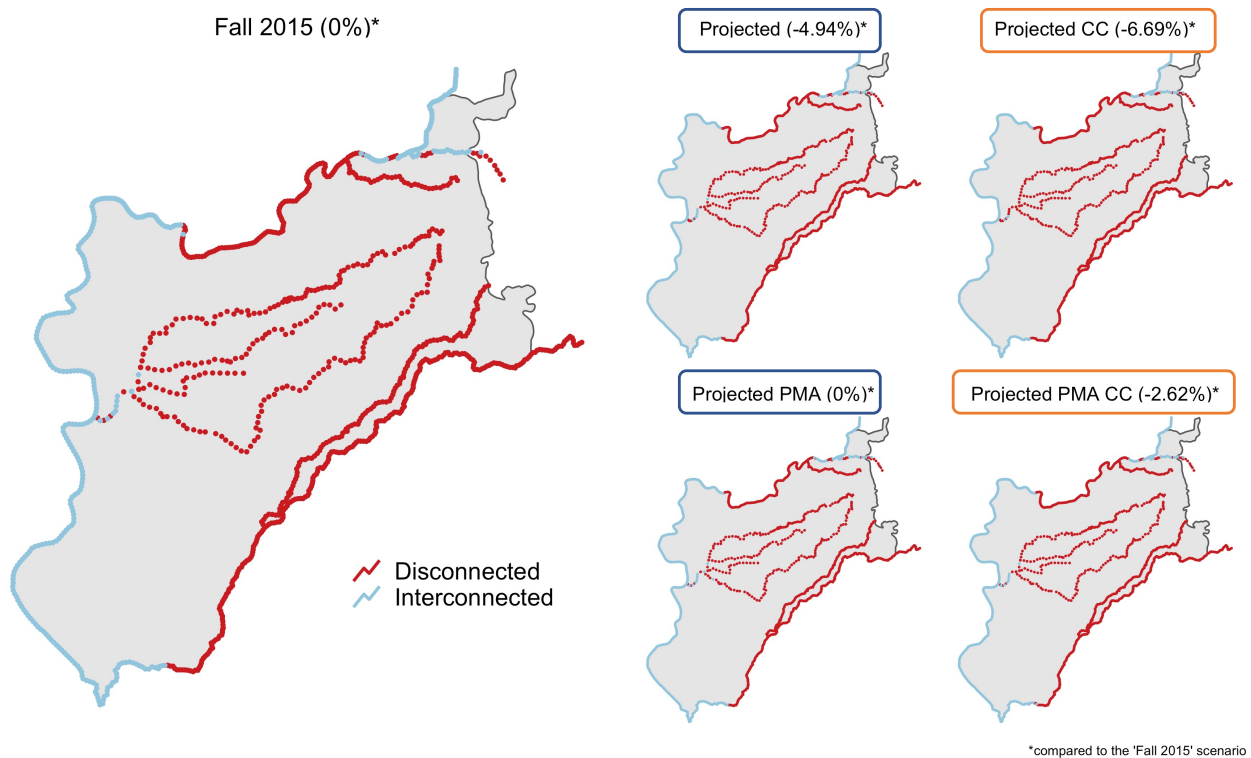 Fall 2015 (0%)*
Projected (-4.94%)*
Projected CC (-6.69%)*
Projected PMA (0%)*
Projected PMA CC (-2.62%)*
Disconnected
Interconnected
*compared to the 'Fall 2015' scenario